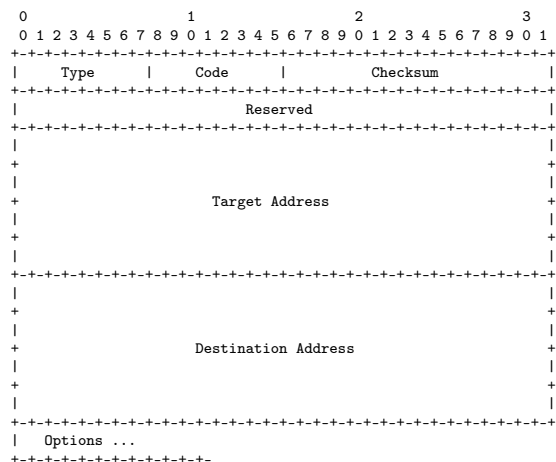 0                   1                   2                   3
 0 1 2 3 4 5 6 7 8 9 0 1 2 3 4 5 6 7 8 9 0 1 2 3 4 5 6 7 8 9 0 1
+-+-+-+-+-+-+-+-+-+-+-+-+-+-+-+-+-+-+-+-+-+-+-+-+-+-+-+-+-+-+-+-+
|     Type      |     Code      |          Checksum             |
+-+-+-+-+-+-+-+-+-+-+-+-+-+-+-+-+-+-+-+-+-+-+-+-+-+-+-+-+-+-+-+-+
|                           Reserved                            |
+-+-+-+-+-+-+-+-+-+-+-+-+-+-+-+-+-+-+-+-+-+-+-+-+-+-+-+-+-+-+-+-+
|                                                               |
+                                                               +
|                                                               |
+                       Target Address                          +
|                                                               |
+                                                               +
|                                                               |
+-+-+-+-+-+-+-+-+-+-+-+-+-+-+-+-+-+-+-+-+-+-+-+-+-+-+-+-+-+-+-+-+
|                                                               |
+                                                               +
|                                                               |
+                     Destination Address                       +
|                                                               |
+                                                               +
|                                                               |
+-+-+-+-+-+-+-+-+-+-+-+-+-+-+-+-+-+-+-+-+-+-+-+-+-+-+-+-+-+-+-+-+
|   Options ...
+-+-+-+-+-+-+-+-+-+-+-+-